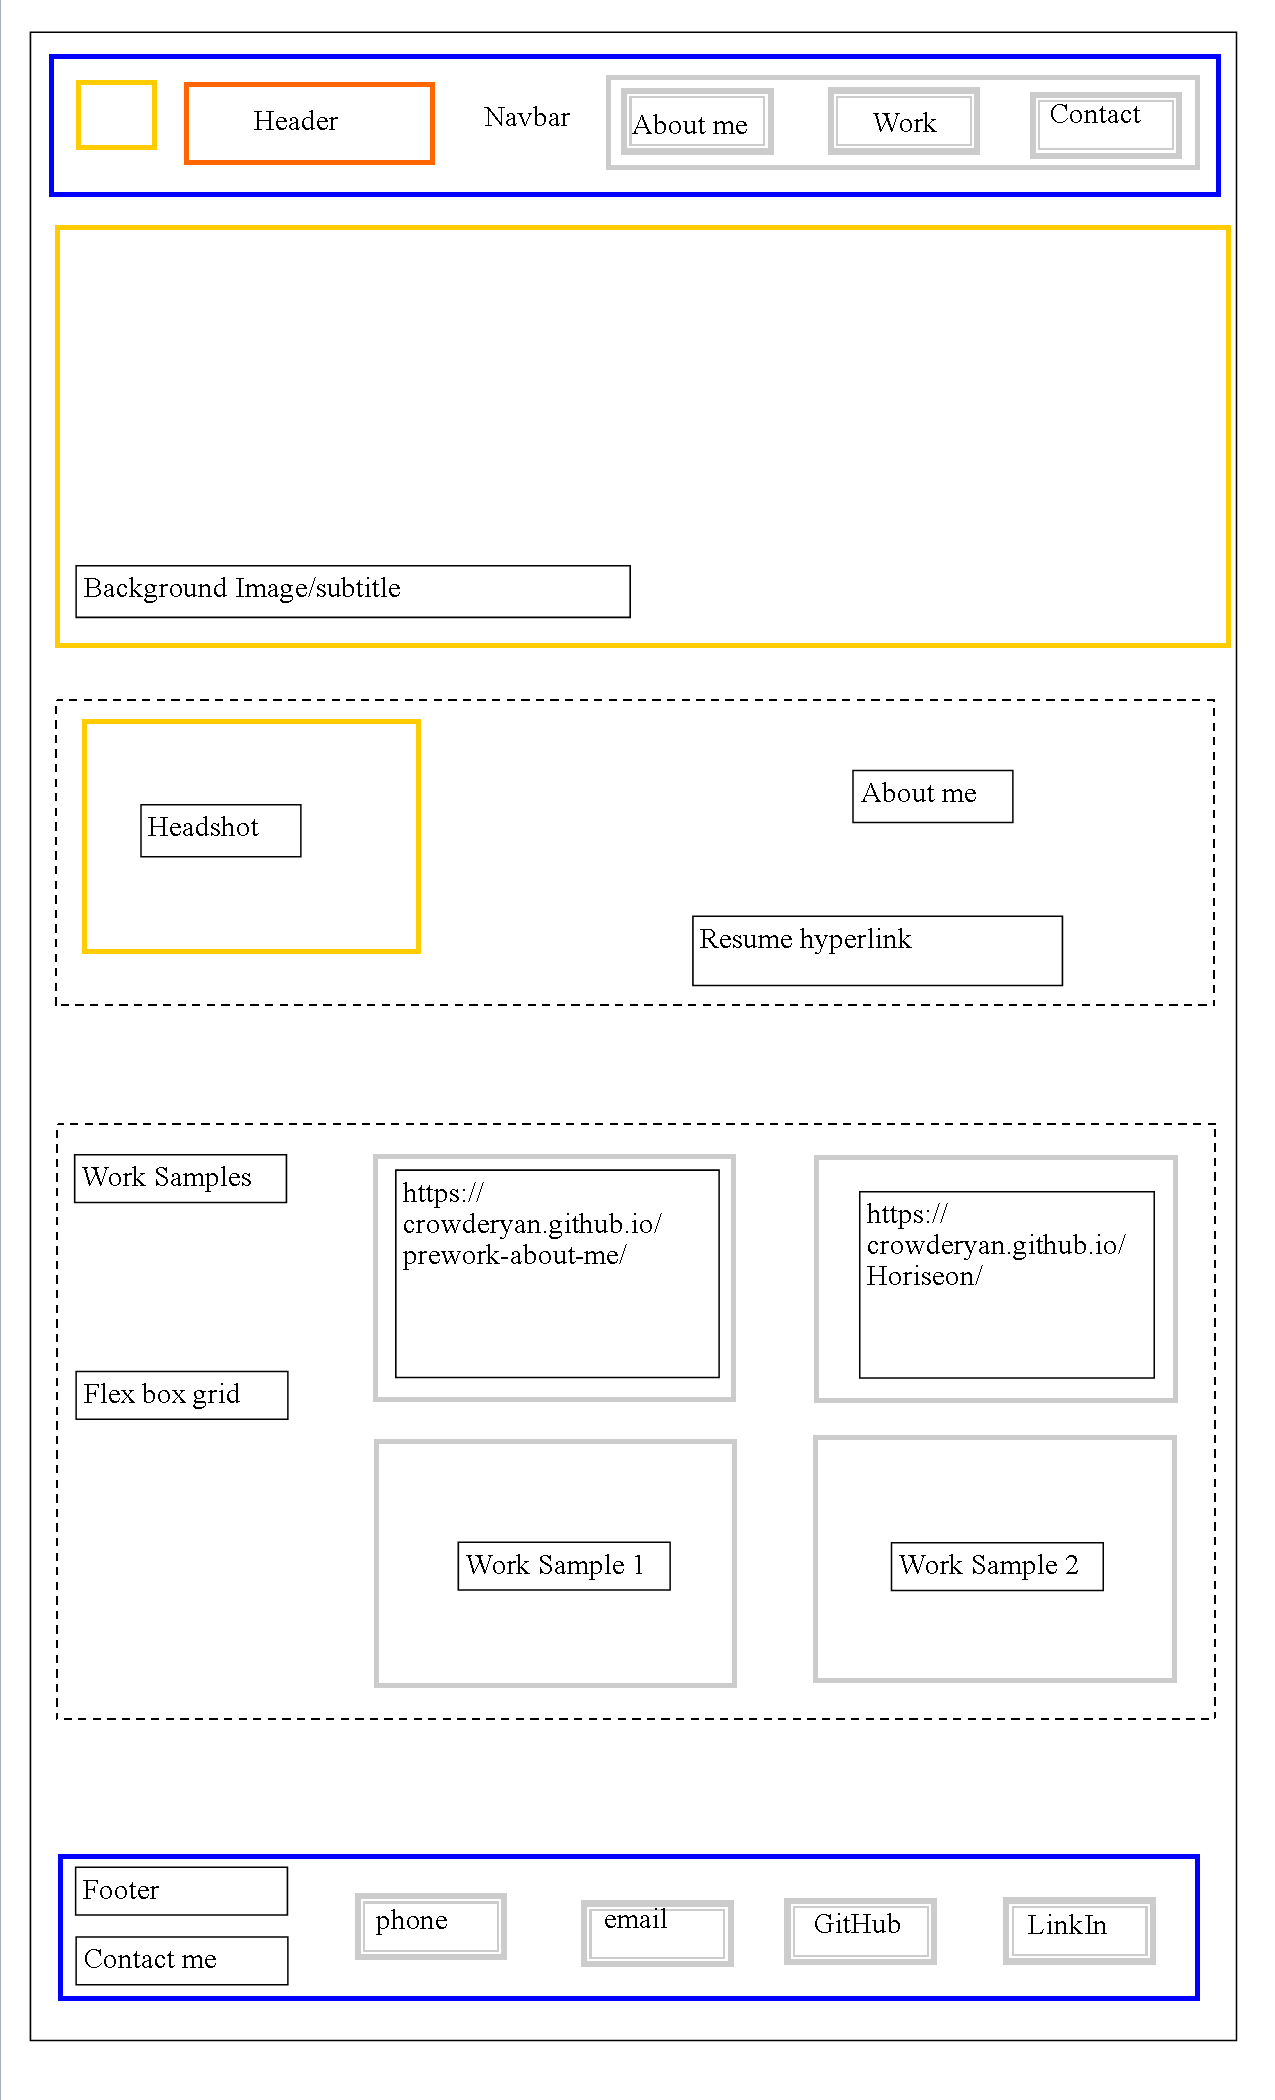 Header
Navbar
About me
Work
Contact
Background Image/subtitle
Headshot
About me
Resume hyperlink
Work Samples
https://
crowderyan.github.io/
prework-about-me/
https://
crowderyan.github.io/
Horiseon/
Flex box grid
Work Sample 1
Work Sample 2
Footer
Contact me
phone
email
GitHub
LinkIn